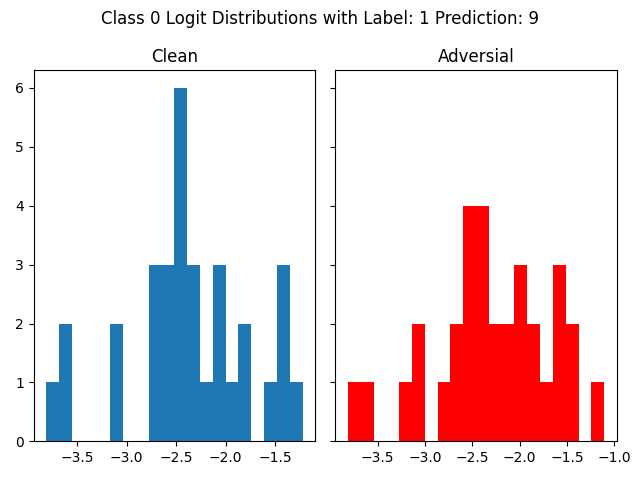 Class 0 Logit Distributions with Label: 1 Prediction: 9
Clean
Adversial
6
5
4
3
2
1
0
−3.5 −3.0 −2.5 −2.0 −1.5
−3.5 −3.0 −2.5 −2.0 −1.5 −1.0